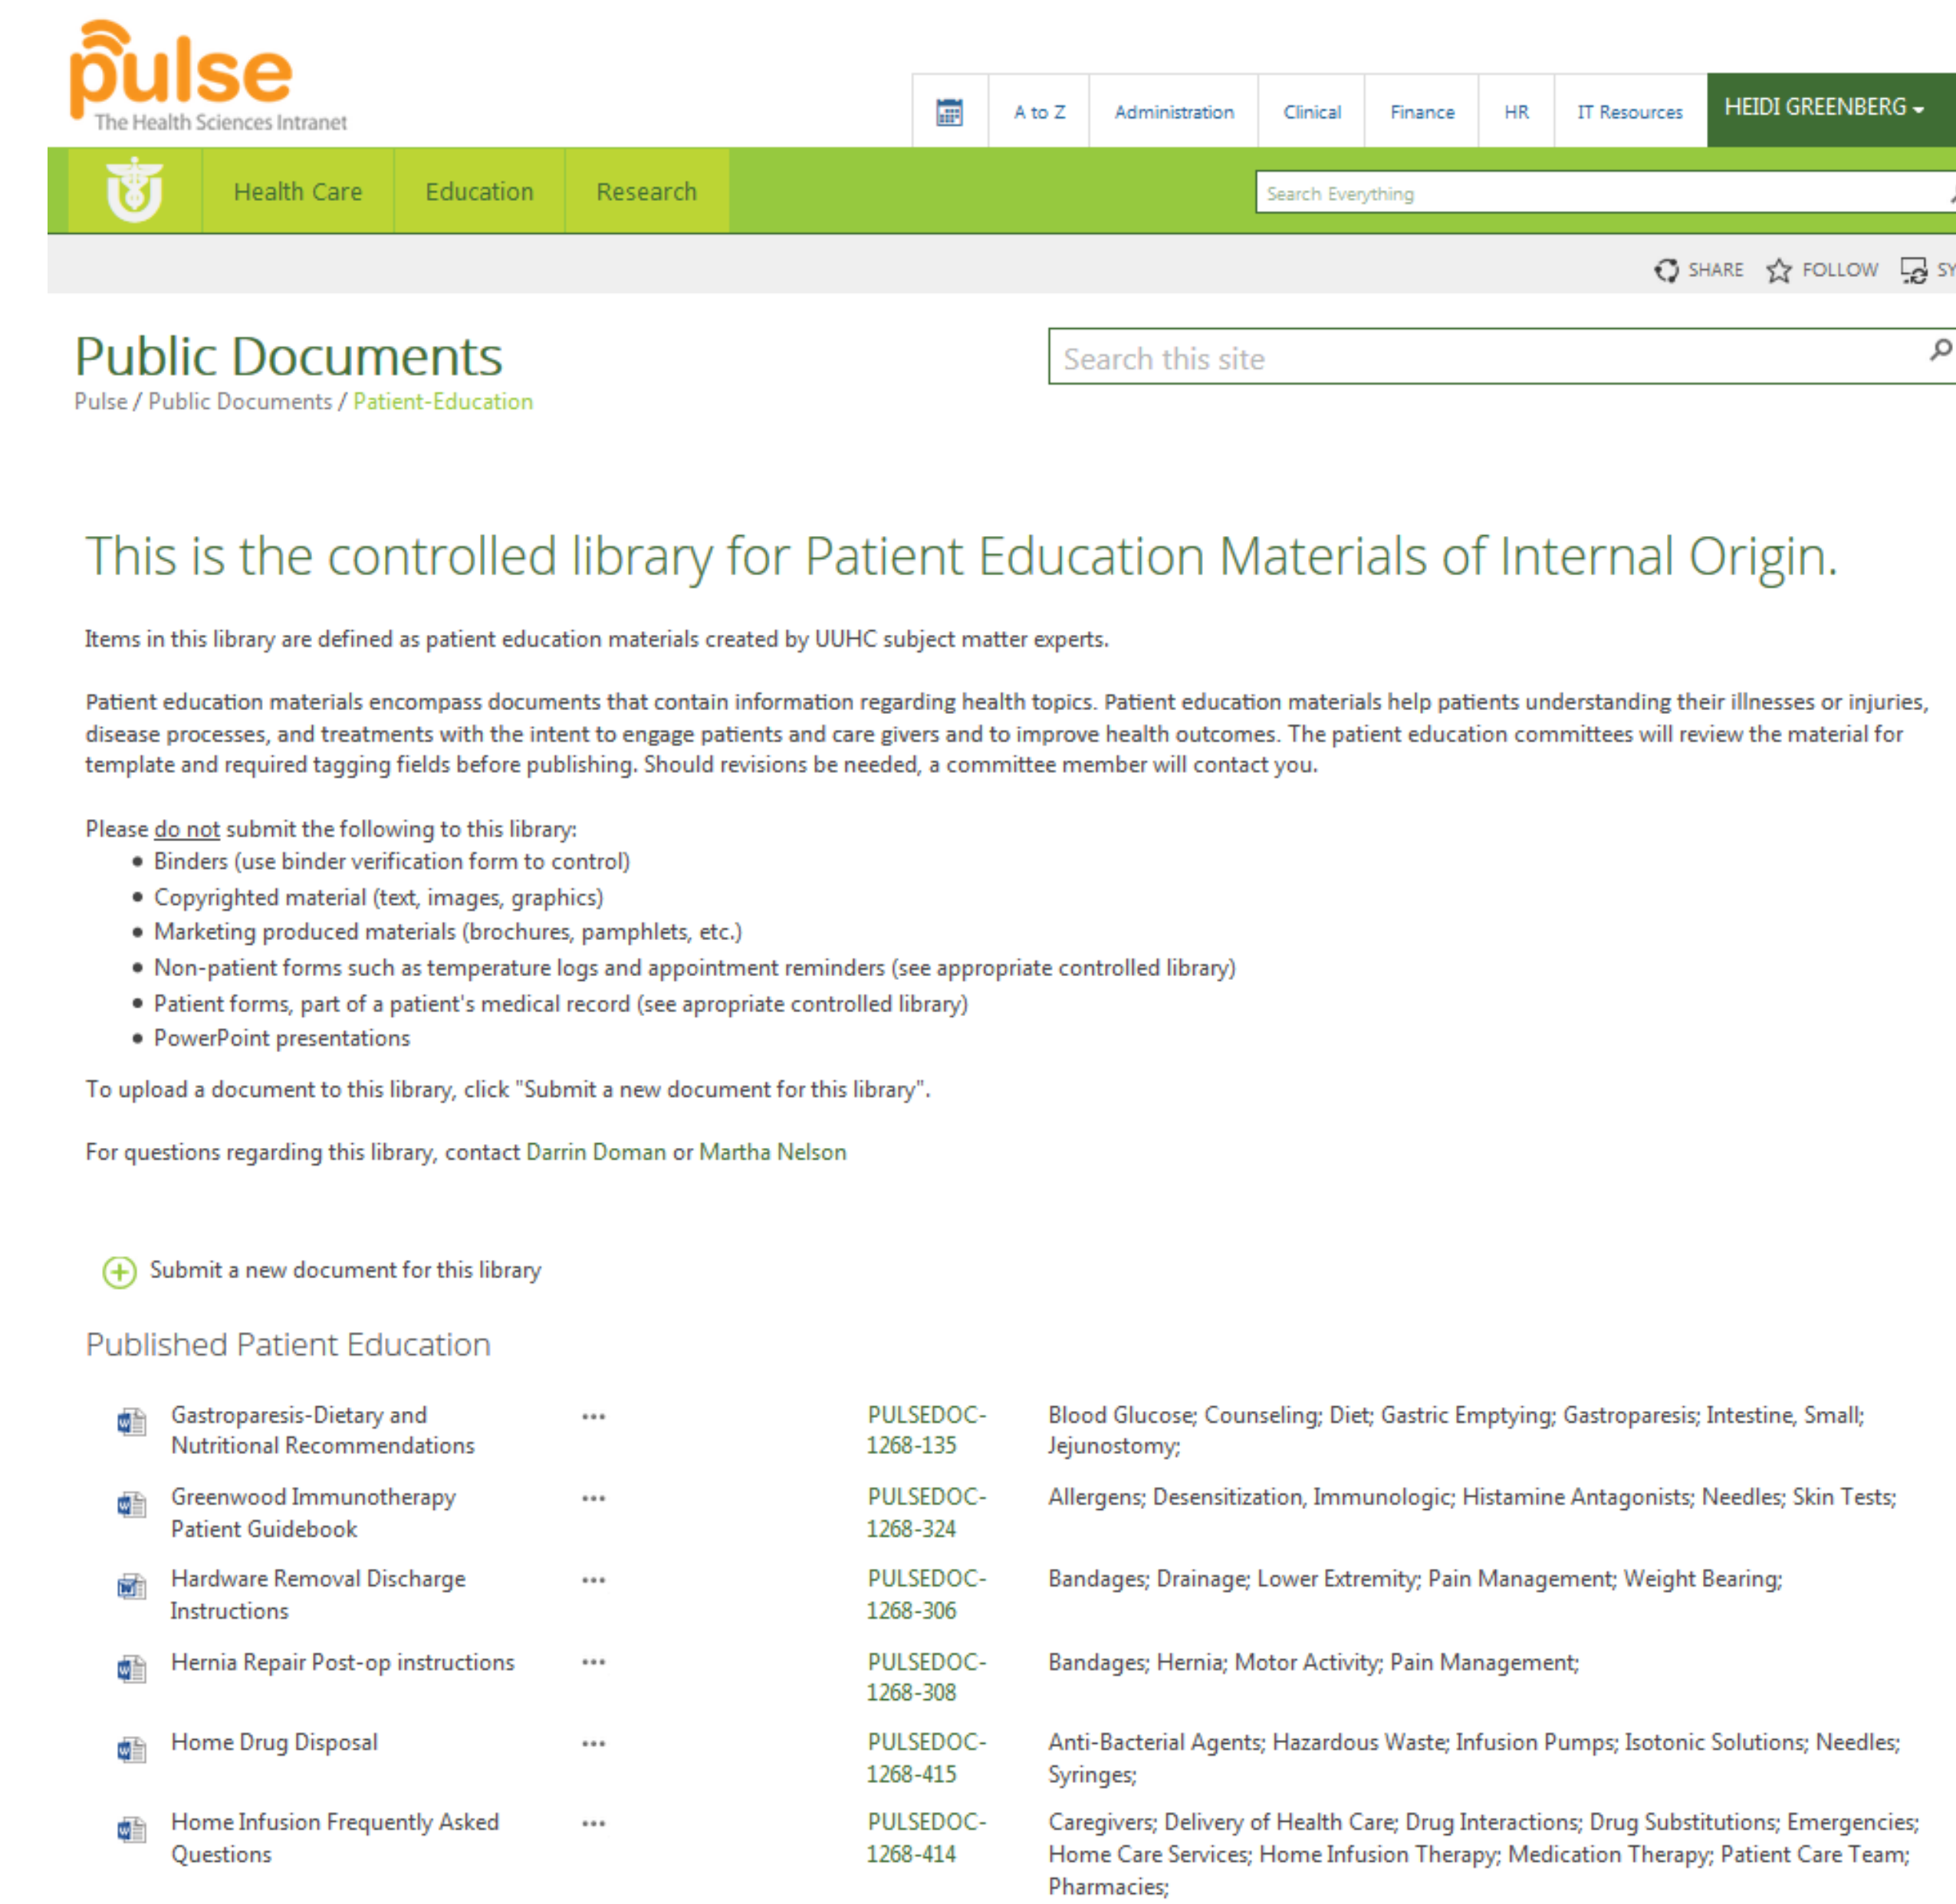 pulse
The Health Sciences Intranet
A to Z
Administration
Clinical
Finance
HR
IT Resources
HEIDI GREENBERG
Health Care
Education
Research
Search Everything
SHARE
FOLLOW
Public Documents
Search this site
Pulse / Public Documents / Patient-Education
This is the controlled library for Patient Education Materials of Internal Origin.
Items in this library are defined as patient education materials created by UUHC subject matter experts.
Patient education materials encompass documents that contain information regarding health topics. Patient education materials help patients understanding their illnesses or injuries,
disease processes, and treatments with the intent to engage patients and care givers and to improve health outcomes. The patient education committees will review the material for
template and required tagging fields before publishing. Should revisions be needed, a committee member will contact you.
Please do not submit the following to this library:
• Binders (use binder verification form to control)
• Copyrighted material (text, images, graphics)
• Marketing produced materials (brochures, pamphlets, etc.)
• Non-patient forms such as temperature logs and appointment reminders (see appropriate controlled library)
• Patient forms, part of a patient's medical record (see apropriate controlled library)
• PowerPoint presentations
To upload a document to this library, click "Submit a new document for this library".
For questions regarding this library, contact Darrin Doman or Martha Nelson
Submit a new document for this library
Published Patient Education
Gastroparesis-Dietary and
Nutritional Recommendations
PULSEDOC-
1268-135
Blood Glucose; Counseling; Diet; Gastric Emptying; Gastroparesis; Intestine, Small;
Jejunostomy;
Greenwood Immunotherapy
Patient Guidebook
PULSEDOC-
1268-324
Allergens; Desensitization, Immunologic; Histamine Antagonists; Needles; Skin Tests;
Hardware Removal Discharge
Instructions
PULSEDOC-
1268-306
Bandages; Drainage; Lower Extremity; Pain Management; Weight Bearing;
Hernia Repair Post-op instructions
PULSEDOC-
1268-308
Bandages; Hernia; Motor Activity; Pain Management;
Home Drug Disposal
PULSEDOC-
1268-415
Anti-Bacterial Agents; Hazardous Waste; Infusion Pumps; Isotonic Solutions; Needles;
Syringes;
Home Infusion Frequently Asked
Questions
PULSEDOC-
1268-414
Caregivers; Delivery of Health Care; Drug Interactions; Drug Substitutions; Emergencies;
Home Care Services; Home Infusion Therapy; Medication Therapy; Patient Care Team;
Pharmacies;